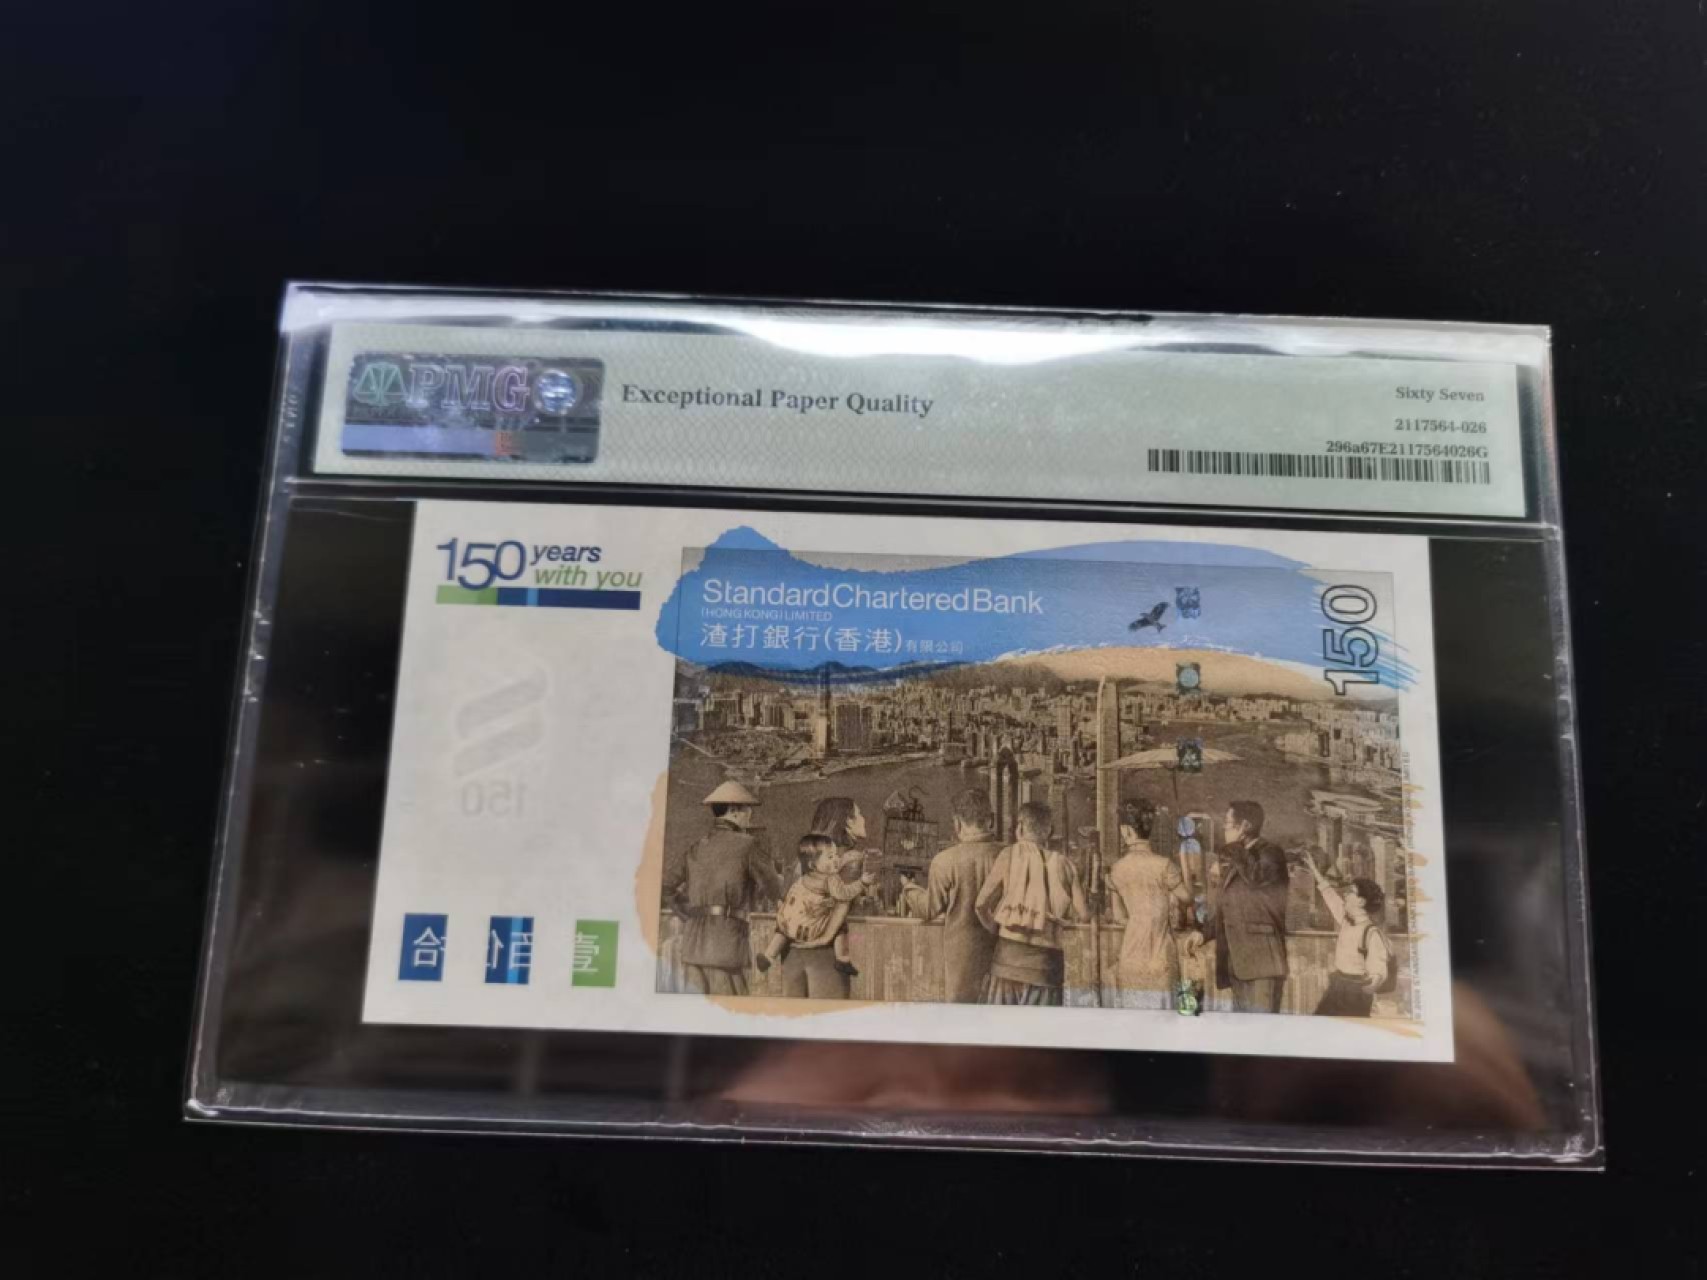 PMG
Exceptional Paper Quality
Sixty Seven
2117564-026
296a67E2117564026G
150 years
with you
Standard Chartered Bank
(HONG KONG) LIMITED
渣打銀行(香港)有限公司
150
150